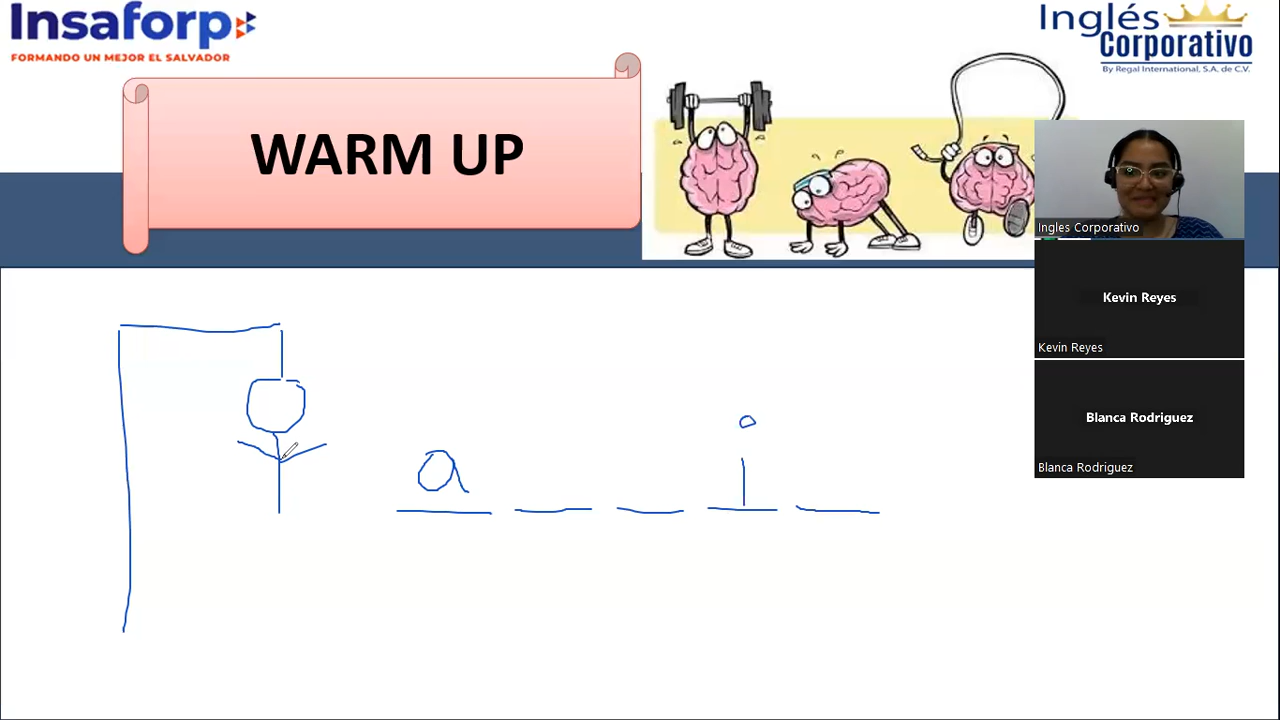 Insaforp
FORMANDO UN MEJOR EL SALVADOR
Inglés
Corporativo
By Regal International, S.A. de C.V.
WARM UP
Ingles Corporativo
Kevin Reyes
Kevin Reyes
Blanca Rodriguez
Blanca Rodriguez
a _ _ i _